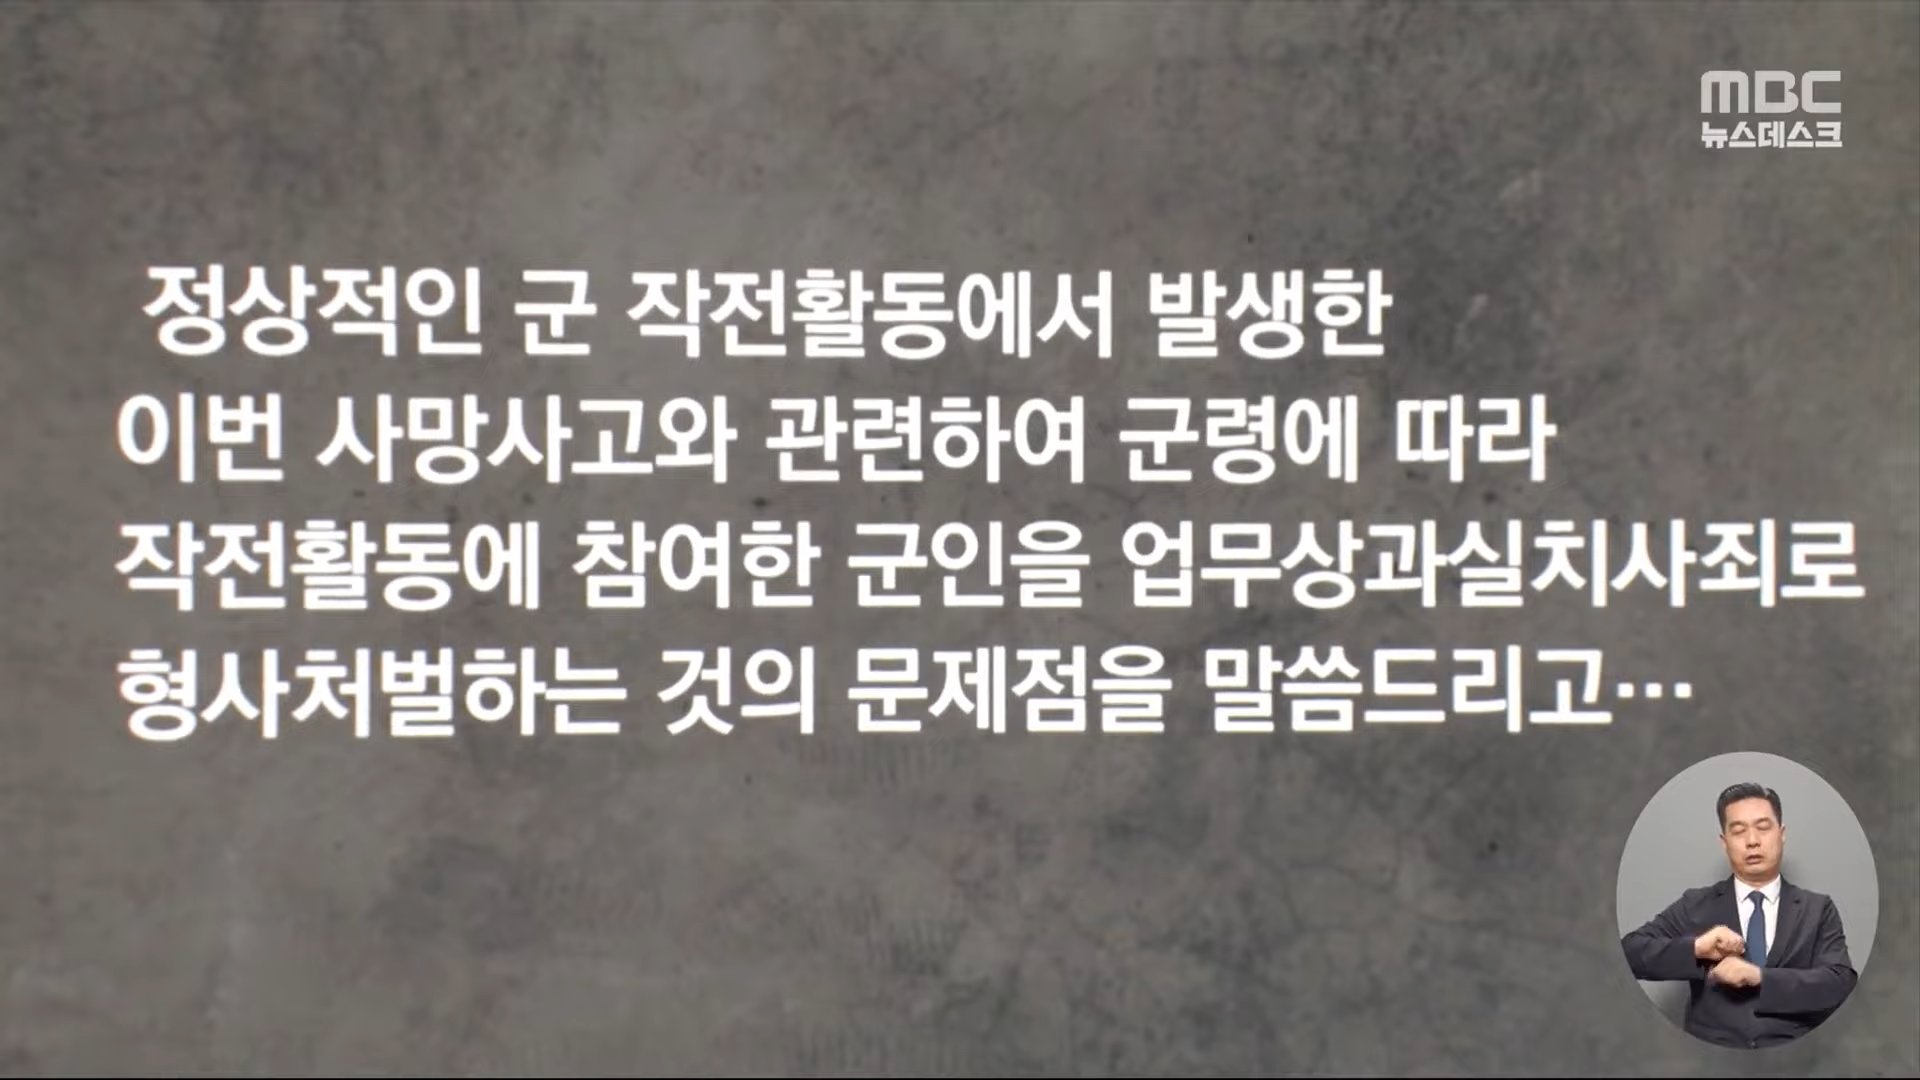 MBC
뉴스데스크
정상적인 군 작전활동에서 발생한
이번 사망사고와 관련하여 군령에 따라
작전활동에 참여한 군인을 업무상과실치사죄로
형사처벌하는 것의 문제점을 말씀드리고…